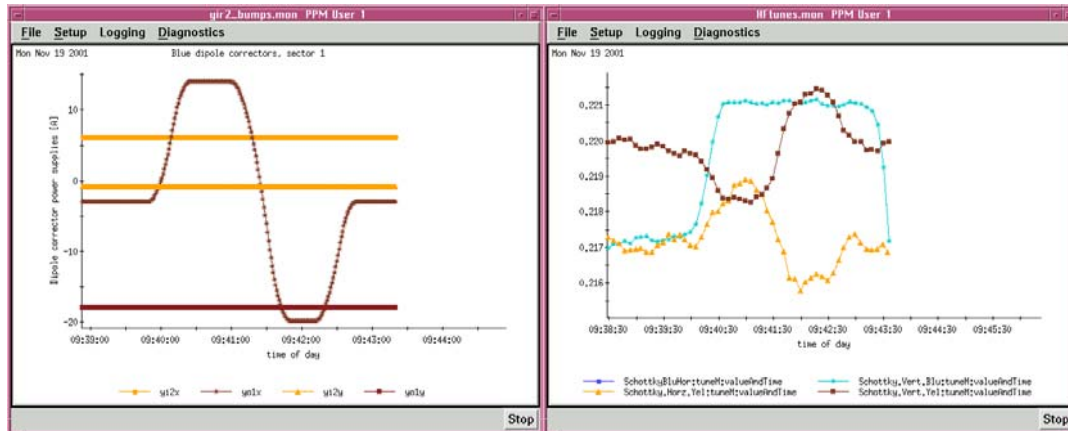 yir2_bumps.mon PPM User 1
File Setup Logging Diagnostics
Mon Nov 19 2001 Blue dipole correctors, sector 1
Dipole corrector power supplies [A]
10
0
-10
-20
09:39:00 09:40:00 09:41:00 09:42:00 09:43:00 09:44:00
time of day
yi2x yo1x yi2y yo1y
Stop
HFtunes.mon PPM User 1
File Setup Logging Diagnostics
Mon Nov 19 2001
0.221
0.220
0.219
0.218
0.217
0.216
09:38:30 09:39:30 09:40:30 09:41:30 09:42:30 09:43:30 09:44:30 09:45:30
time of day
SchottkyBluHor:tuneM:valueAndTime Schottky.Vert.Blu:tuneM:valueAndTime
Schottky.Horz.Yel:tuneM:valueAndTime Schottky.Vert.Yel:tuneM:valueAndTime
Stop